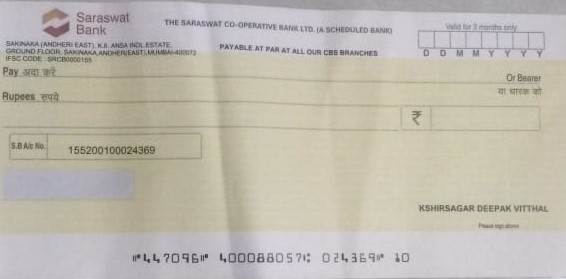 Saraswat
Bank
THE SARASWAT CO-OPERATIVE BANK LTD. (A SCHEDULED BANK)
Valid for 3 months only
SAKINAKA (ANDHERI EAST), K.B. ANSA INDL.ESTATE,
GROUND FLOOR, SAKINAKA,ANDHERI(EAST),MUMBAI-400072
IFSC CODE : SRCB0000155
PAYABLE AT PAR AT ALL OUR CBS BRANCHES
D D M M Y Y Y Y
Pay अदा करे
Or Bearer
या धारक को
Rupees रुपये
₹
S.B A/c No. 155200100024369
KSHIRSAGAR DEEPAK VITTHAL
Please sign above
⑈447096⑈ 400088057⑆ 024369⑈ 10